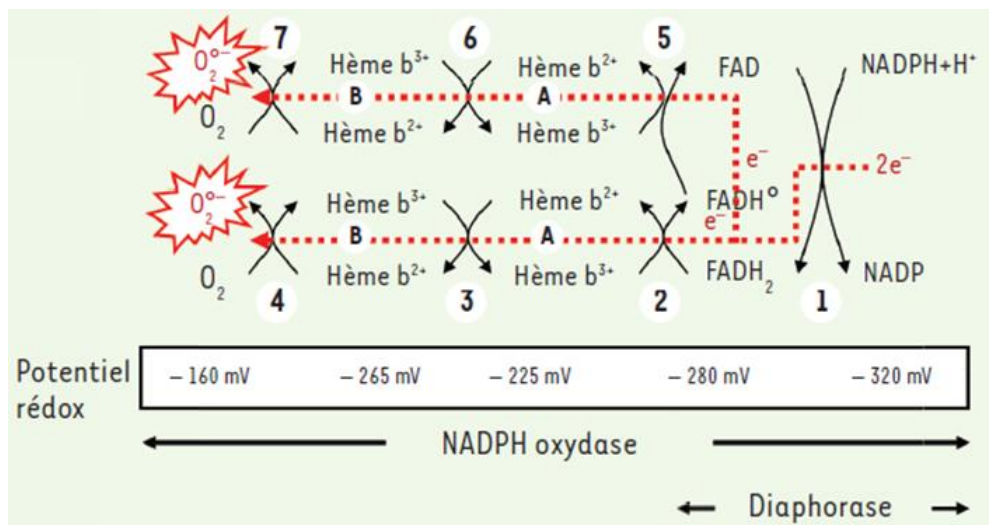 7 6 5
O₂°⁻ Hème b³⁺ Hème b²⁺ FAD NADPH+H⁺
B A
O₂ Hème b²⁺ Hème b³⁺ e⁻ 2e⁻
O₂°⁻ Hème b³⁺ Hème b²⁺ FADH°
e⁻
B A
O₂ Hème b²⁺ Hème b³⁺ FADH₂ NADP
4 3 2 1
Potentiel – 160 mV – 265 mV – 225 mV – 280 mV – 320 mV
rédox
NADPH oxydase
Diaphorase